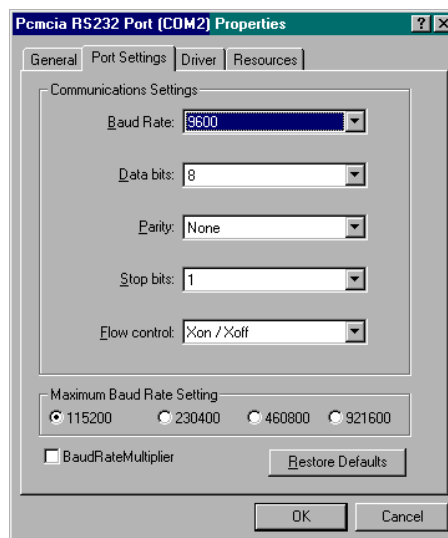 Pcmcia RS232 Port (COM2) Properties
General Port Settings Driver Resources
Communications Settings
Baud Rate: 9600
Data bits: 8
Parity: None
Stop bits: 1
Flow control: Xon / Xoff
Maximum Baud Rate Setting
115200 230400 460800 921600
BaudRateMultiplier Restore Defaults
OK Cancel